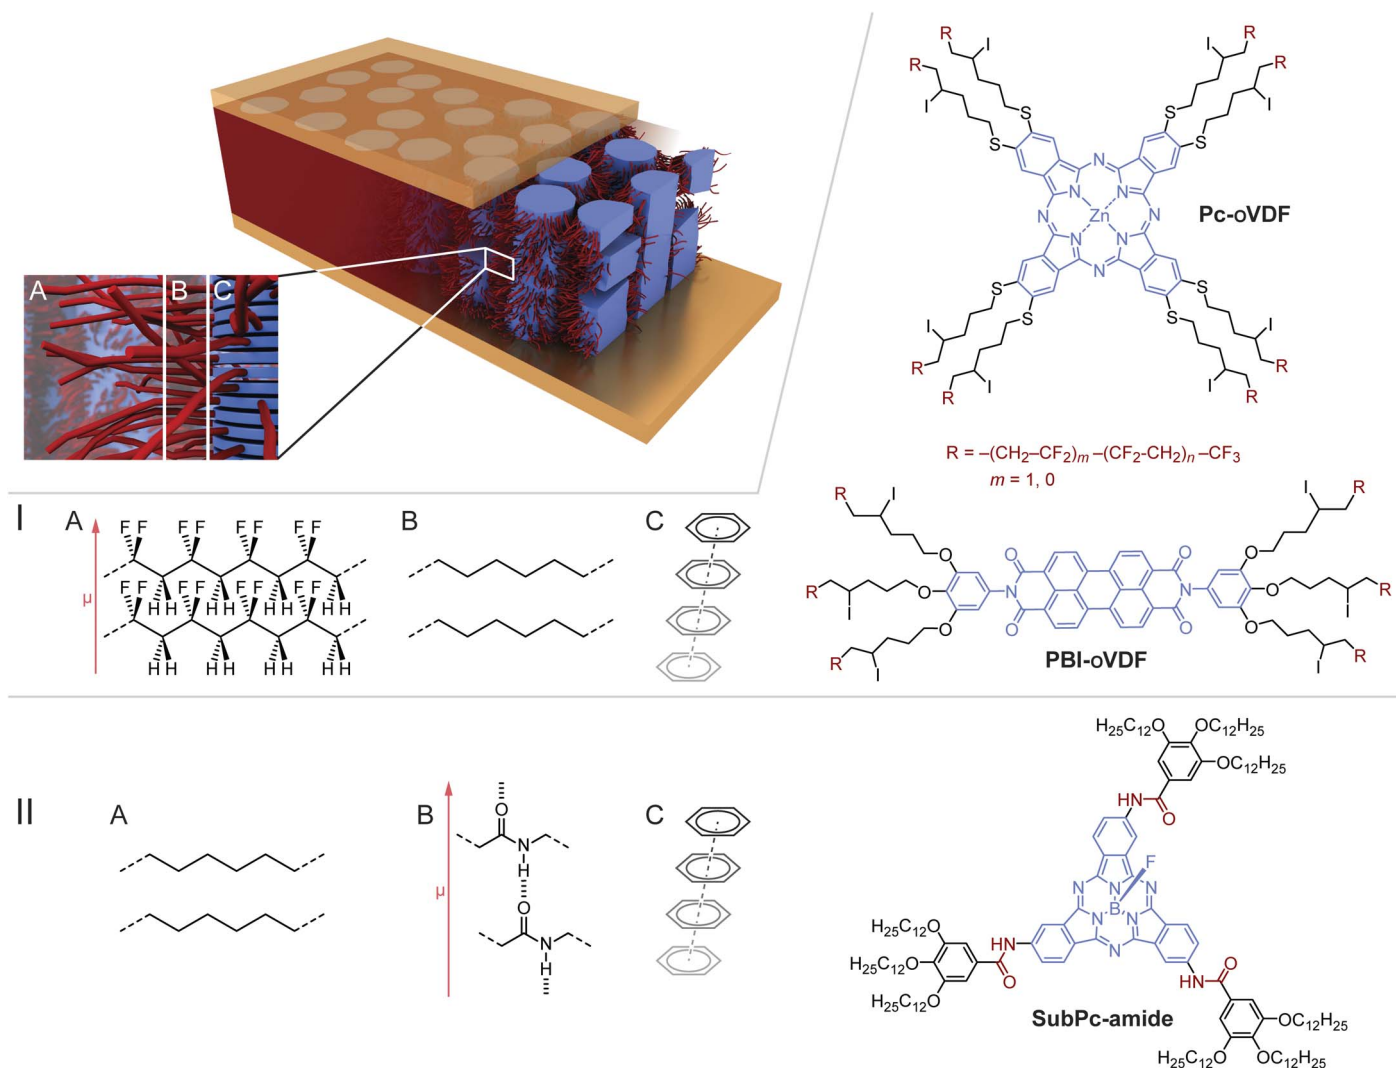 A B C
R I R
R I R
I I
S S S S
N N N
N Zn N
N N N
Pc-oVDF
S S S S
I I
R I I R
R R
R = –(CH2–CF2)m–(CF2-CH2)n–CF3
m = 1, 0
I A B C
μ
F F F F F F F F
F F F F F F F F
H H H H H H H H
H H H H H H H H
R I I R
O O O O
R O N N O R
I O O O O I
R R
I I
PBI-oVDF
II A B C
μ
O
N
H
O
N
H
H25C12O OC12H25
OC12H25
HN O
F
N N
N B N
N N
H25C12O
H25C12O HN
H25C12O O
O
HN
SubPc-amide
OC12H25
H25C12O OC12H25